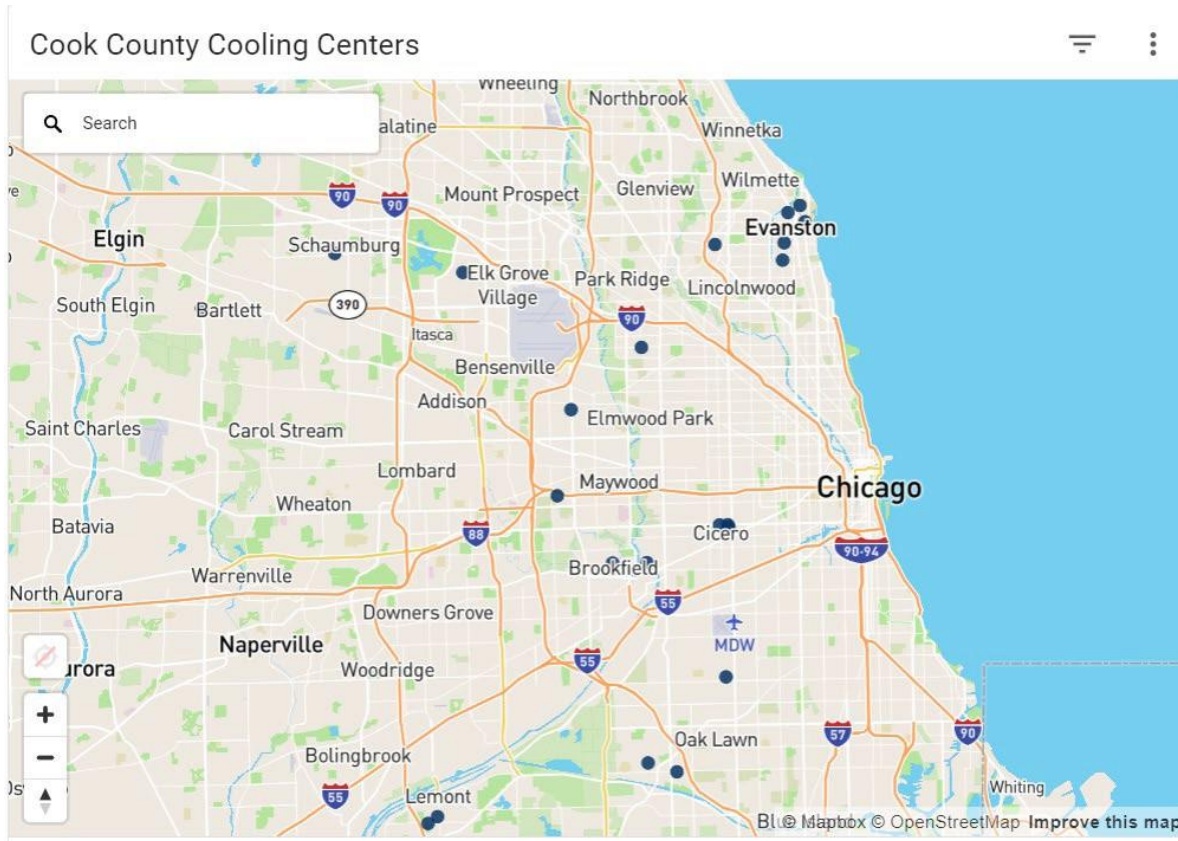 Cook County Cooling Centers
Search
Wheeling
Northbrook
alatine
Winnetka
Mount Prospect
Glenview
Wilmette
90
90
Elgin
Schaumburg
Evanston
Elk Grove
Village
Park Ridge
Lincolnwood
South Elgin
Bartlett
390
90
Itasca
Bensenville
Addison
Elmwood Park
Saint Charles
Carol Stream
Lombard
Maywood
Chicago
Wheaton
Batavia
88
Cicero
90-94
Brookfield
Warrenville
North Aurora
55
Downers Grove
MDW
Naperville
55
urora
Woodridge
57
90
Oak Lawn
Bolingbrook
Whiting
55
Lemont
© Mapbox © OpenStreetMap Improve this map